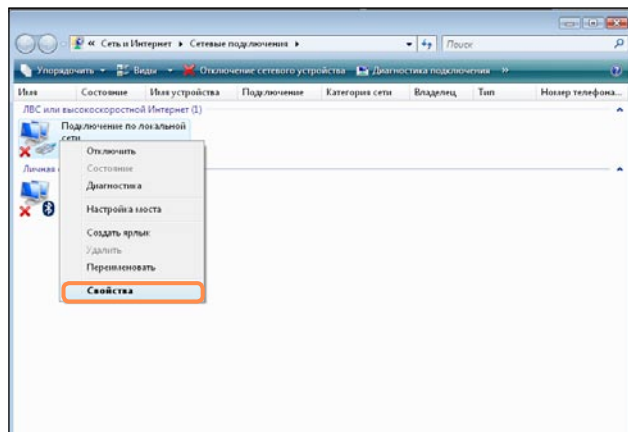 « Сеть и Интернет ▸ Сетевые подключения ▸ Поиск
Упорядочить Виды Отключение сетевого устройства Диагностика подключения »
Имя Состояние Имя устройства Подключение Категория сети Владелец Тип Номер телефона...
ЛВС или высокоскоростной Интернет (1)
Подключение по локальной
сети
Отключить
Состояние
Личная
Диагностика
Настройка моста
Создать ярлык
Удалить
Переименовать
Свойства